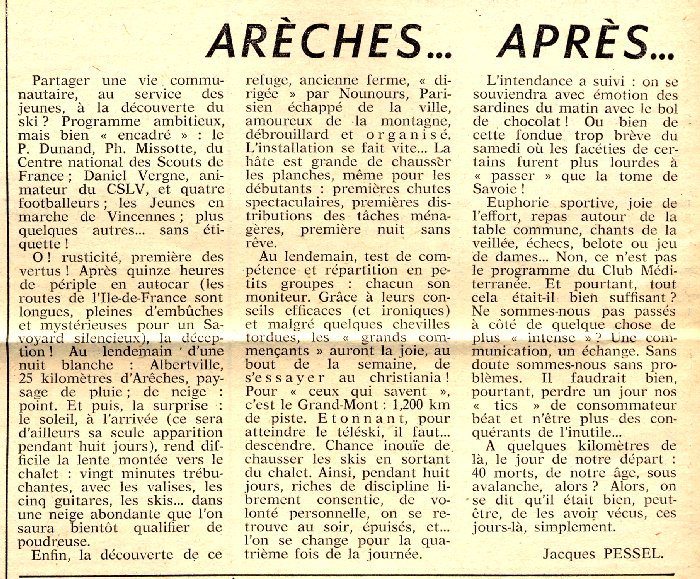 ARÈCHES... APRÈS...
Partager une vie commu-
nautaire, au service des
jeunes, à la découverte du
ski ? Programme ambitieux,
mais bien « encadré » : le
P. Dunand, Ph. Missotte, du
Centre national des Scouts de
France ; Daniel Vergne, ani-
mateur du CSLV, et quatre
footballeurs ; les Jeunes en
marche de Vincennes ; plus
quelques autres... sans éti-
quette !
O ! rusticité, première des
vertus ! Après quinze heures
de périple en autocar (les
routes de l'Ile-de-France sont
longues, pleines d'embûches
et mystérieuses pour un Sa-
voyard silencieux), la décep-
tion ! Au lendemain d'une
nuit blanche : Albertville,
25 kilomètres d'Arêches, pay-
sage de pluie ; de neige :
point. Et puis, la surprise :
le soleil, à l'arrivée (ce sera
d'ailleurs sa seule apparition
pendant huit jours), rend dif-
ficile la lente montée vers le
chalet : vingt minutes trébu-
chantes, avec les valises, les
cinq guitares, les skis... dans
une neige abondante que l'on
saura bientôt qualifier de
poudreuse.
Enfin, la découverte de ce
refuge, ancienne ferme, « di-
rigée » par Nounours, Pari-
sien échappé de la ville,
amoureux de la montagne,
débrouillard et organisé.
L'installation se fait vite... La
hâte est grande de chausser
les planches, même pour les
débutants : premières chutes
spectaculaires, premières dis-
tributions des tâches ména-
gères, première nuit sans
rêve.
Au lendemain, test de com-
pétence et répartition en pe-
tits groupes : chacun son
moniteur. Grâce à leurs con-
seils efficaces (et ironiques)
et malgré quelques chevilles
tordues, les « grands com-
mençants » auront la joie, au
bout de la semaine, de
s'essayer au christiania !
Pour « ceux qui savent »,
c'est le Grand-Mont : 1,200 km
de piste. Etonnant, pour
atteindre le téléski, il faut...
descendre. Chance inouïe de
chausser les skis en sortant
du chalet. Ainsi, pendant huit
jours, riches de discipline li-
brement consentie, de vo-
lonté personnelle, on se re-
trouve au soir, épuisés, et...
l'on se change pour la qua-
trième fois de la journée.
L'intendance a suivi : on se
souviendra avec émotion des
sardines du matin avec le bol
de chocolat ! Ou bien de
cette fondue trop brève du
samedi où les facéties de cer-
tains furent plus lourdes à
« passer » que la tome de
Savoie !
Euphorie sportive, joie de
l'effort, repas autour de la
table commune, chants de la
veillée, échecs, belote ou jeu
de dames... Non, ce n'est pas
le programme du Club Médi-
terranée. Et pourtant, tout
cela était-il bien suffisant ?
Ne sommes-nous pas passés
à côté de quelque chose de
plus « intense » ? Une com-
munication, un échange. Sans
doute sommes-nous sans pro-
blèmes. Il faudrait bien,
pourtant, perdre un jour nos
« tics » de consommateur
béat et n'être plus des con-
quérants de l'inutile...
A quelques kilomètres de
là, le jour de notre départ :
40 morts, de notre âge, sous
avalanche, alors ? Alors, on
se dit qu'il était bien, peut-
être, de les avoir vécus, ces
jours-là, simplement.
Jacques PESSEL.